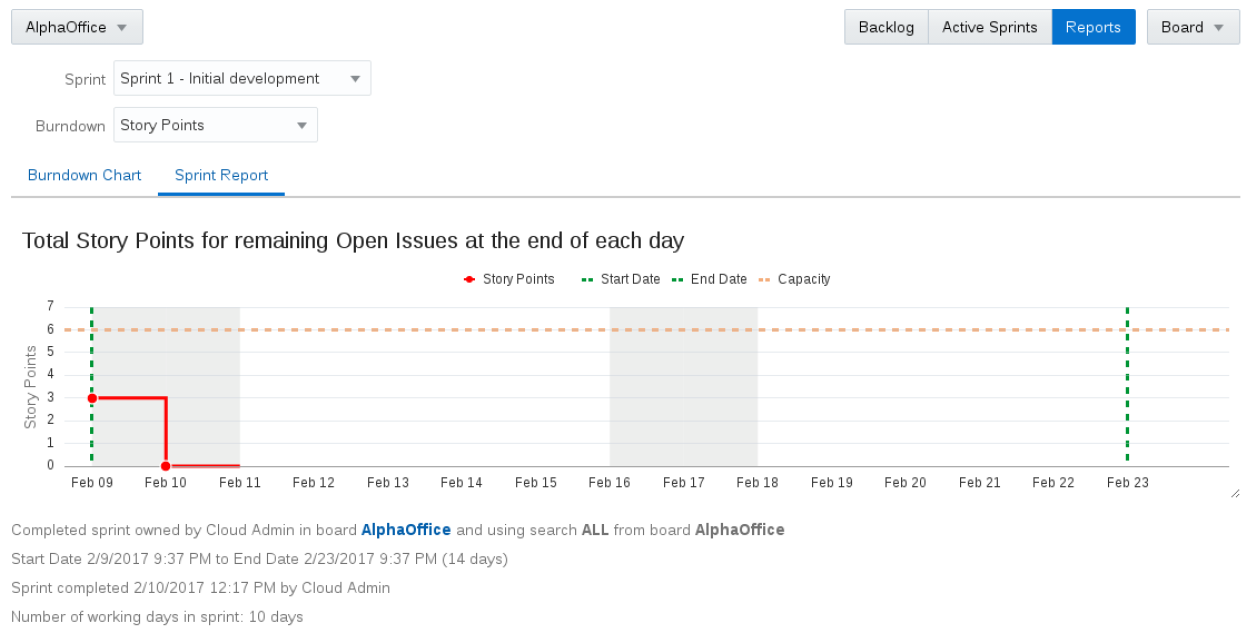 AlphaOffice Backlog Active Sprints Reports Board
Sprint Sprint 1 - Initial development
Burndown Story Points
Burndown Chart Sprint Report
Total Story Points for remaining Open Issues at the end of each day
Story Points Start Date End Date Capacity
7
6
5
4
3
2
1
0
Story Points
Feb 09 Feb 10 Feb 11 Feb 12 Feb 13 Feb 14 Feb 15 Feb 16 Feb 17 Feb 18 Feb 19 Feb 20 Feb 21 Feb 22 Feb 23
Completed sprint owned by Cloud Admin in board AlphaOffice and using search ALL from board AlphaOffice
Start Date 2/9/2017 9:37 PM to End Date 2/23/2017 9:37 PM (14 days)
Sprint completed 2/10/2017 12:17 PM by Cloud Admin
Number of working days in sprint: 10 days